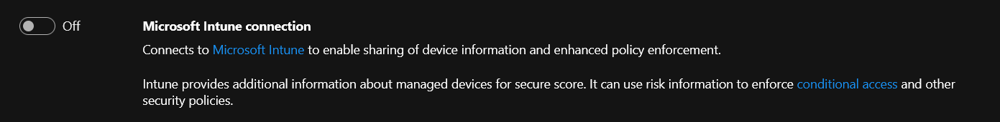 Off
Microsoft Intune connection
Connects to Microsoft Intune to enable sharing of device information and enhanced policy enforcement.
Intune provides additional information about managed devices for secure score. It can use risk information to enforce conditional access and other
security policies.